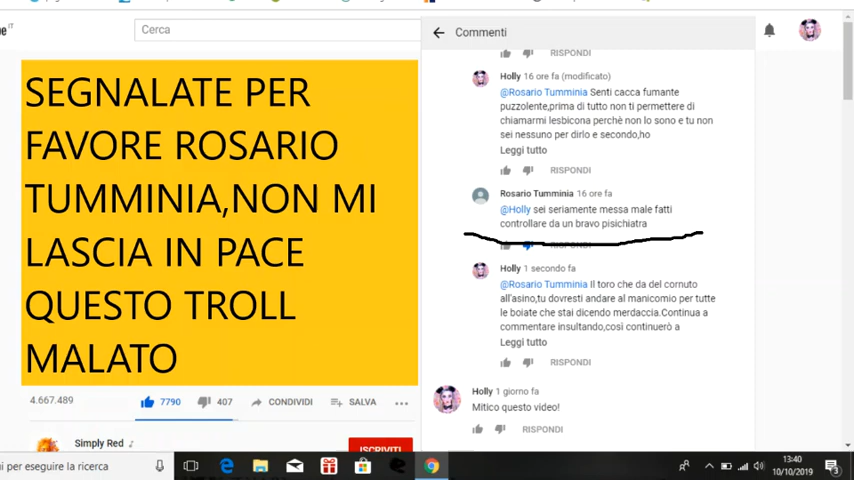 IT
Cerca
Commenti
RISPONDI
Holly 16 ore fa (modificato)
@Rosario Tumminia Senti cacca fumante
puzzolente,prima di tutto non ti permettere di
chiamarmi lesbicona perchè non lo sono e tu non
sei nessuno per dirlo e secondo,ho
Leggi tutto
RISPONDI
Rosario Tumminia 16 ore fa
@Holly sei seriamente messa male fatti
controllare da un bravo pisichiatra
RISPONDI
Holly 1 secondo fa
@Rosario Tumminia Il toro che da del cornuto
all'asino,tu dovresti andare al manicomio per tutte
le boiate che stai dicendo merdaccia.Continua a
commentare insultando,così continuerò a
Leggi tutto
RISPONDI
Holly 1 giorno fa
Mitico questo video!
RISPONDI
SEGNALATE PER
FAVORE ROSARIO
TUMMINIA,NON MI
LASCIA IN PACE
QUESTO TROLL
MALATO
4.667.489
7790
407
CONDIVIDI
SALVA
Simply Red
ISCRIVITI
ui per eseguire la ricerca
13:40
10/10/2019
3